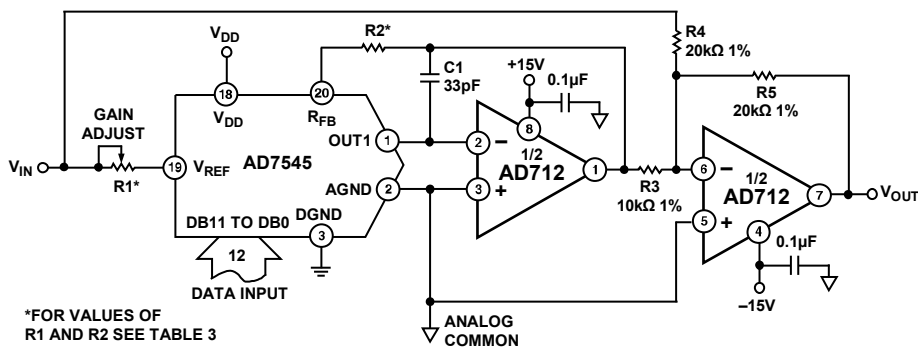 R2*
R4
20kΩ 1%
V_DD
C1
33pF
+15V
0.1µF
R5
20kΩ 1%
18
V_DD
20
R_FB
GAIN
ADJUST
OUT1
1
2
−
8
1/2
AD712
1
6
−
1/2
AD712
7
V_OUT
V_IN
R1*
19
V_REF
AD7545
AGND
2
3
+
R3
10kΩ 1%
5
+
4
0.1µF
DB11 TO DB0
DGND
3
12
DATA INPUT
−15V
ANALOG
COMMON
*FOR VALUES OF
R1 AND R2 SEE TABLE 3